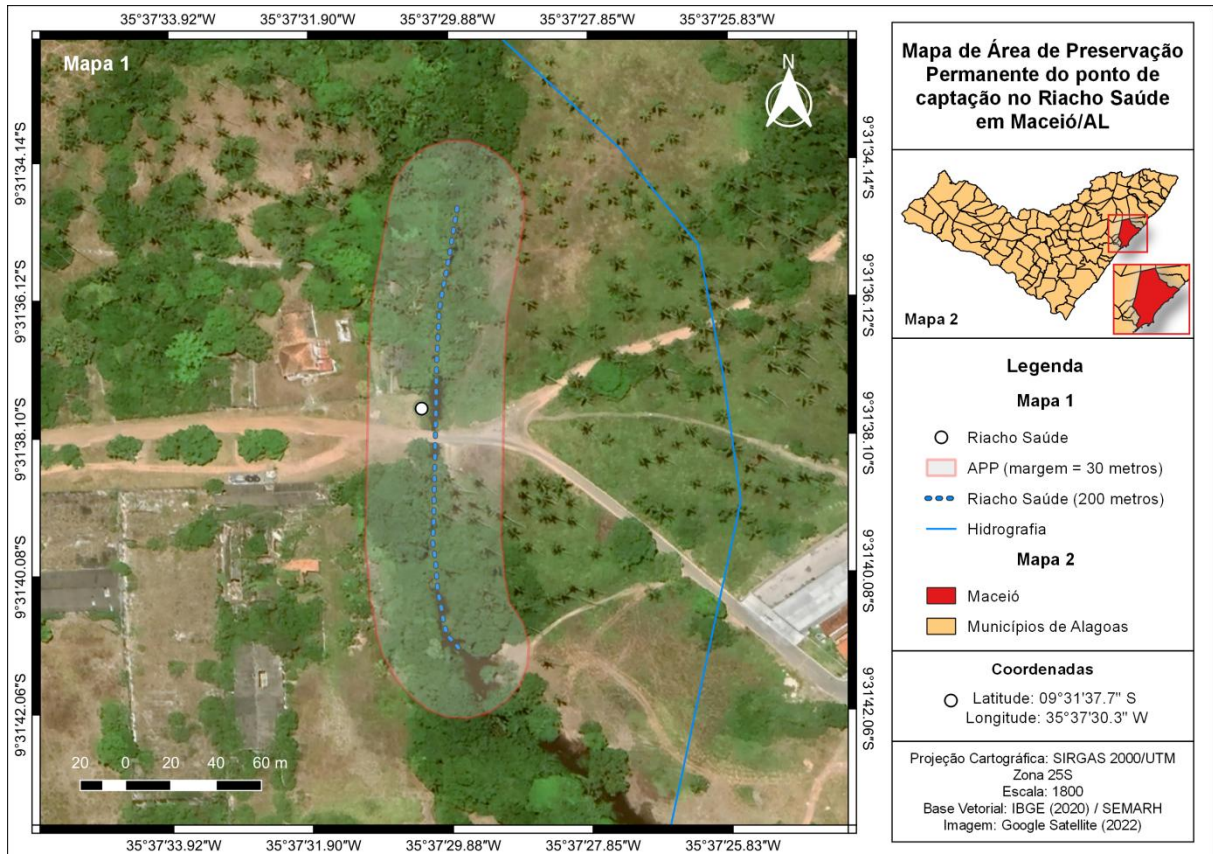 35°37'33.92"W 35°37'31.90"W 35°37'29.88"W 35°37'27.85"W 35°37'25.83"W
Mapa 1
N
9°31'34.14"S
9°31'36.12"S
9°31'38.10"S
9°31'40.08"S
9°31'42.06"S
9°31'34.14"S
9°31'36.12"S
9°31'38.10"S
9°31'40.08"S
9°31'42.06"S
20 0 20 40 60 m
35°37'33.92"W 35°37'31.90"W 35°37'29.88"W 35°37'27.85"W 35°37'25.83"W
Mapa de Área de Preservação
Permanente do ponto de
captação no Riacho Saúde
em Maceió/AL
Mapa 2
Legenda
Mapa 1
Riacho Saúde
APP (margem = 30 metros)
Riacho Saúde (200 metros)
Hidrografia
Mapa 2
Maceió
Municípios de Alagoas
Coordenadas
Latitude: 09°31'37.7" S
Longitude: 35°37'30.3" W
Projeção Cartográfica: SIRGAS 2000/UTM
Zona 25S
Escala: 1800
Base Vetorial: IBGE (2020) / SEMARH
Imagem: Google Satellite (2022)